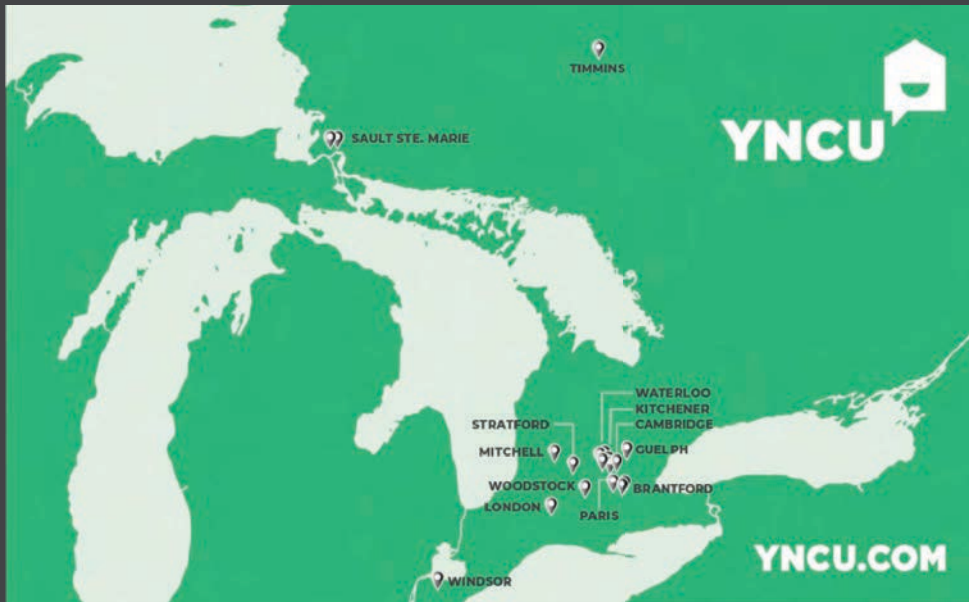 TIMMINS
YNCU
SAULT STE. MARIE
WATERLOO
KITCHENER
STRATFORD
CAMBRIDGE
MITCHELL
GUELPH
WOODSTOCK
BRANTFORD
LONDON
PARIS
YNCU.COM
WINDSOR